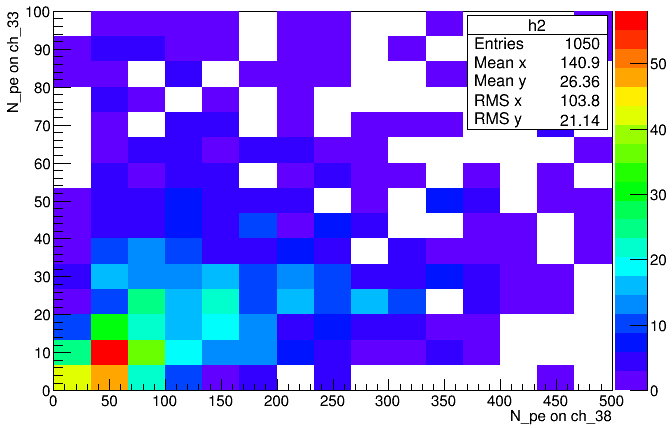 N_pe on ch_33
100
90
80
70
60
50
40
30
20
10
0
h2
Entries 1050
Mean x 140.9
Mean y 26.36
RMS x 103.8
RMS y 21.14
50
40
30
20
10
0
0 50 100 150 200 250 300 350 400 450 500
N_pe on ch_38